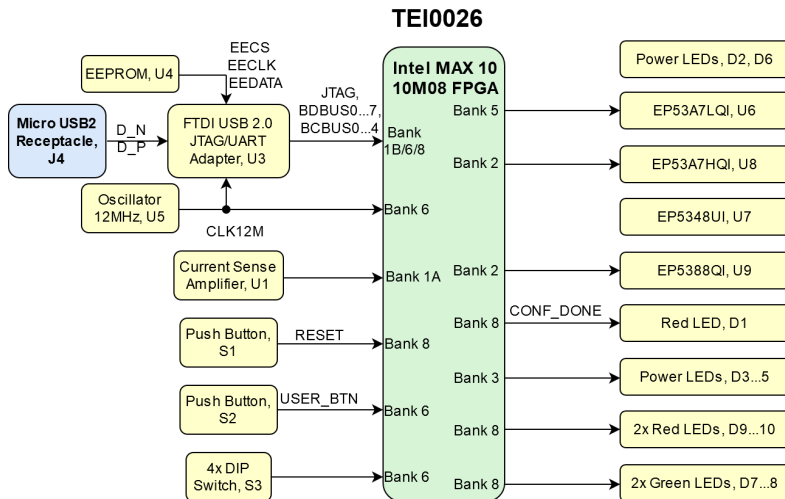 TEI0026
EEPROM, U4
EECS
EECLK
EEDATA
Micro USB2
Receptacle,
J4
D_N
D_P
FTDI USB 2.0
JTAG/UART
Adapter, U3
JTAG,
BDBUS0...7,
BCBUS0...4
Oscillator
12MHz, U5
CLK12M
Current Sense
Amplifier, U1
Push Button,
S1
RESET
Push Button,
S2
USER_BTN
4x DIP
Switch, S3
Intel MAX 10
10M08 FPGA
Bank
1B/6/8
Bank 6
Bank 1A
Bank 8
Bank 6
Bank 6
Bank 5
Bank 2
Bank 2
Bank 8
Bank 3
Bank 8
Bank 8
CONF_DONE
Power LEDs, D2, D6
EP53A7LQI, U6
EP53A7HQI, U8
EP5348UI, U7
EP5388QI, U9
Red LED, D1
Power LEDs, D3...5
2x Red LEDs, D9...10
2x Green LEDs, D7...8